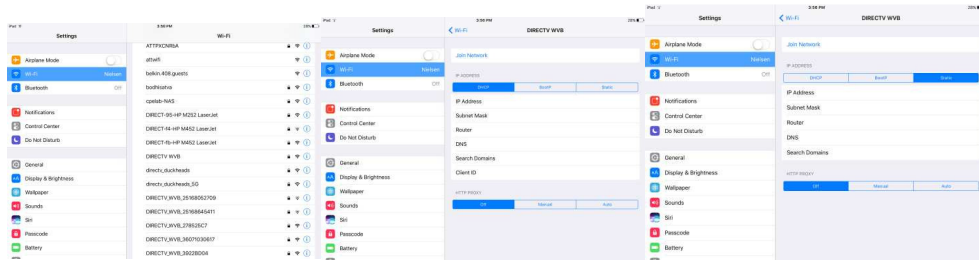 iPad
3:56 PM
25%
Settings
Wi-Fi
Airplane Mode
Wi-Fi Nielsen
Bluetooth Off
Notifications
Control Center
Do Not Disturb
General
Display & Brightness
Wallpaper
Sounds
Siri
Passcode
Battery
ATTPXCNR6A
attwifi
belkin.408.guests
bodhisatva
cpelab-NAS
DIRECT-95-HP M252 LaserJet
DIRECT-f4-HP M452 LaserJet
DIRECT-fb-HP M452 LaserJet
DIRECTV WVB
directv_duckheads
directv_duckheads_5G
DIRECTV_WVB_25168052709
DIRECTV_WVB_25168645411
DIRECTV_WVB_278625C7
DIRECTV_WVB_36071030617
DIRECTV_WVB_3922BD04
iPad
3:56 PM
25%
Settings
Wi-Fi
DIRECTV WVB
Airplane Mode
Wi-Fi Nielsen
Bluetooth Off
Notifications
Control Center
Do Not Disturb
General
Display & Brightness
Wallpaper
Sounds
Siri
Passcode
Battery
Join Network
IP ADDRESS
DHCP BootP Static
IP Address
Subnet Mask
Router
DNS
Search Domains
Client ID
HTTP PROXY
Off Manual Auto
iPad
3:56 PM
25%
Settings
Wi-Fi
DIRECTV WVB
Airplane Mode
Wi-Fi Nielsen
Bluetooth Off
Notifications
Control Center
Do Not Disturb
General
Display & Brightness
Wallpaper
Sounds
Siri
Passcode
Battery
Join Network
IP ADDRESS
DHCP BootP Static
IP Address
Subnet Mask
Router
DNS
Search Domains
HTTP PROXY
Off Manual Auto